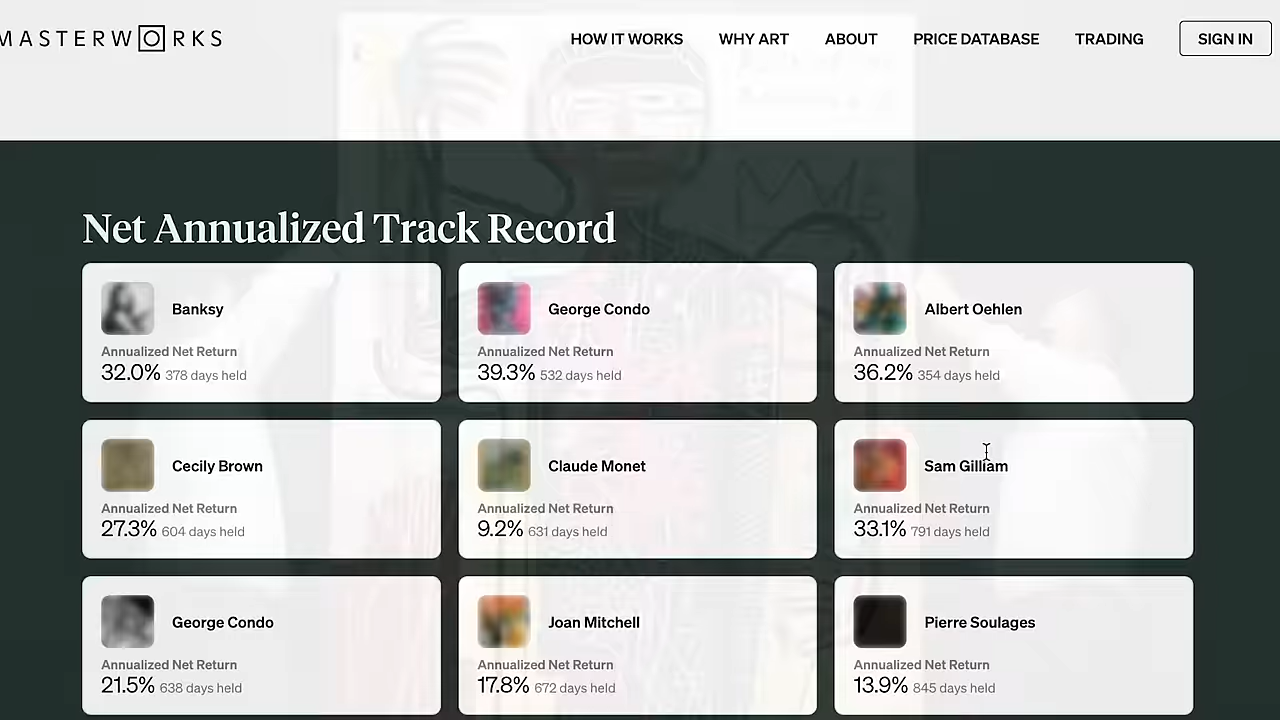 MASTERWORKS
HOW IT WORKS WHY ART ABOUT PRICE DATABASE TRADING SIGN IN
Net Annualized Track Record
Banksy
Annualized Net Return
32.0% 378 days held
George Condo
Annualized Net Return
39.3% 532 days held
Albert Oehlen
Annualized Net Return
36.2% 354 days held
Cecily Brown
Annualized Net Return
27.3% 604 days held
Claude Monet
Annualized Net Return
9.2% 631 days held
Sam Gilliam
Annualized Net Return
33.1% 791 days held
George Condo
Annualized Net Return
21.5% 638 days held
Joan Mitchell
Annualized Net Return
17.8% 672 days held
Pierre Soulages
Annualized Net Return
13.9% 845 days held